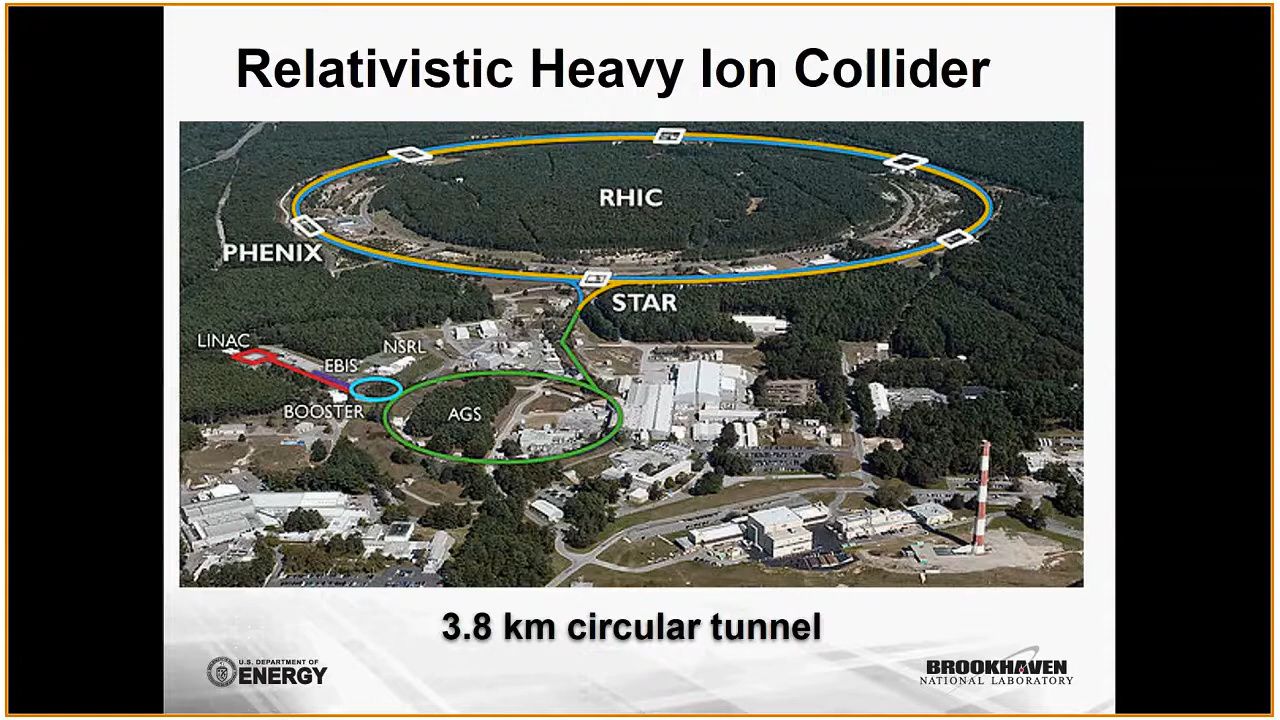 Relativistic Heavy Ion Collider
RHIC
PHENIX
STAR
LINAC
NSRL
EBIS
BOOSTER
AGS
3.8 km circular tunnel
U.S. DEPARTMENT OF
ENERGY
BROOKHAVEN
NATIONAL LABORATORY